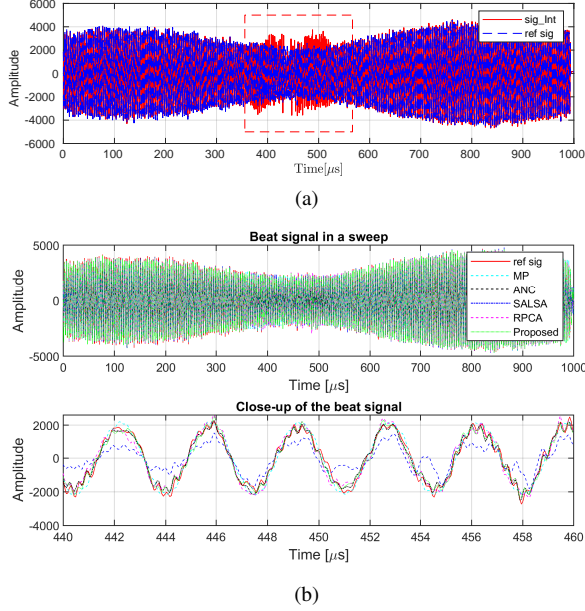 6000
4000
2000
0
-2000
-4000
-6000
Amplitude
sig_Int
ref sig
0 100 200 300 400 500 600 700 800 900 1000
Time[μs]
(a)
Beat signal in a sweep
5000
0
-5000
Amplitude
ref sig
MP
ANC
SALSA
RPCA
Proposed
0 100 200 300 400 500 600 700 800 900 1000
Time [μs]
Close-up of the beat signal
2000
0
-2000
-4000
Amplitude
440 442 444 446 448 450 452 454 456 458 460
Time [μs]
(b)